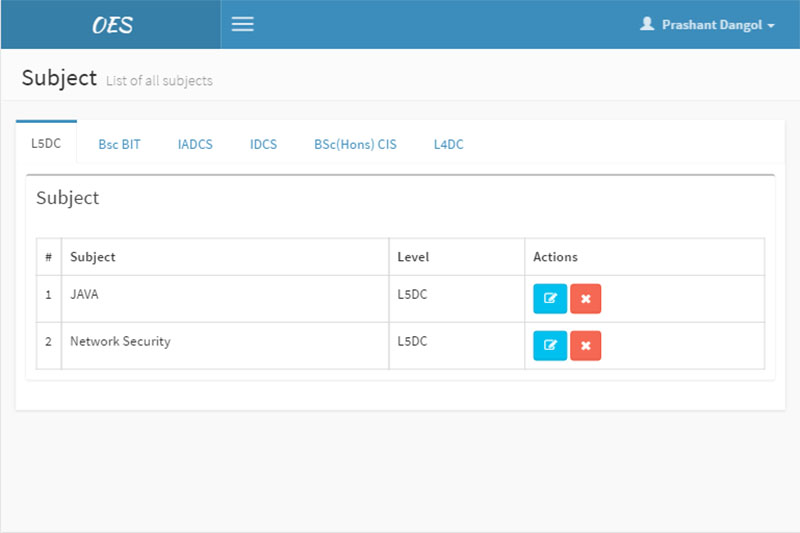 OES Prashant Dangol
Subject List of all subjects
L5DC Bsc BIT IADCS IDCS BSc(Hons) CIS L4DC
Subject
# Subject Level Actions
1 JAVA L5DC
2 Network Security L5DC